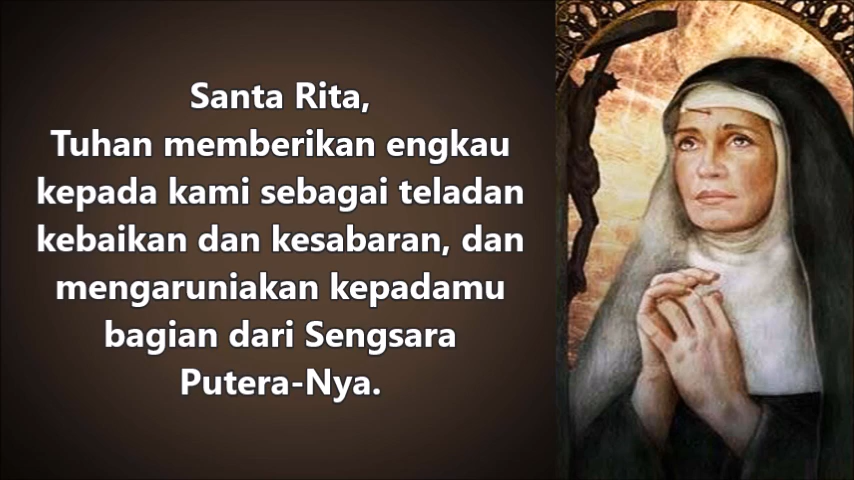 Santa Rita,
Tuhan memberikan engkau
kepada kami sebagai teladan
kebaikan dan kesabaran, dan
mengaruniakan kepadamu
bagian dari Sengsara
Putera-Nya.